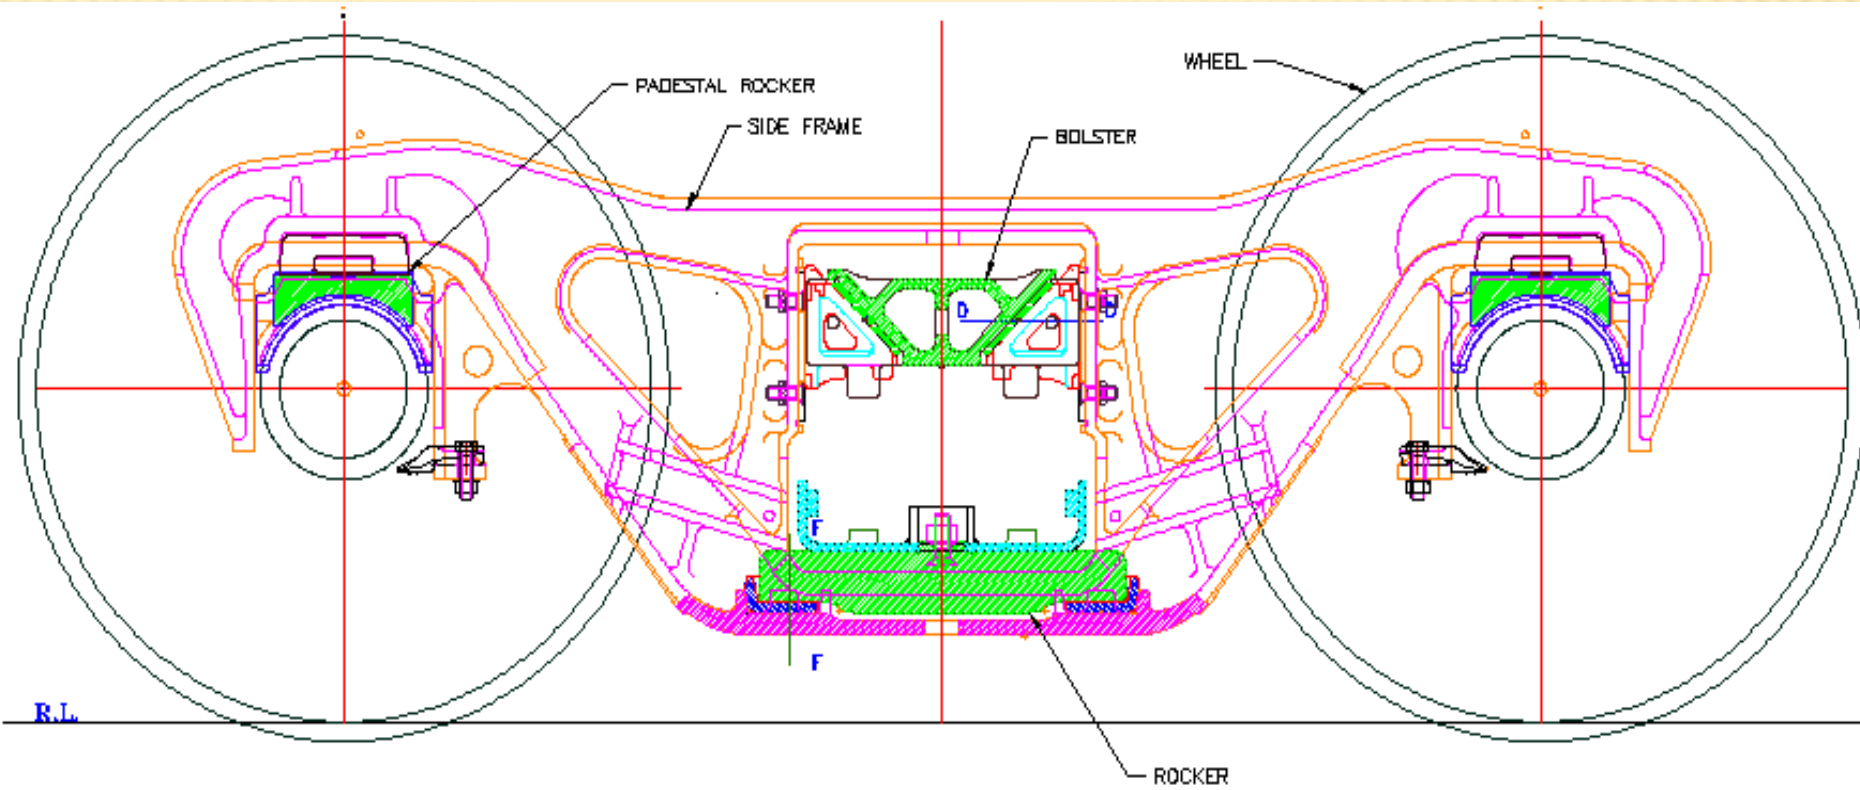 WHEEL
PADESTAL ROCKER
SIDE FRAME
BOLSTER
D
D
F
F
R.L
ROCKER